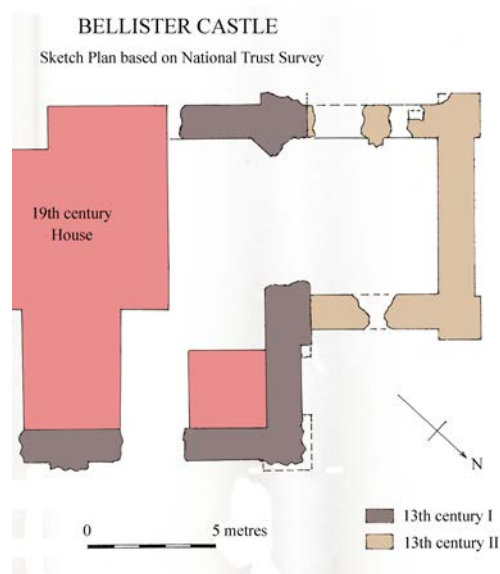 BELLISTER CASTLE
Sketch Plan based on National Trust Survey
19th century
House
N
0 5 metres
13th century I
13th century II